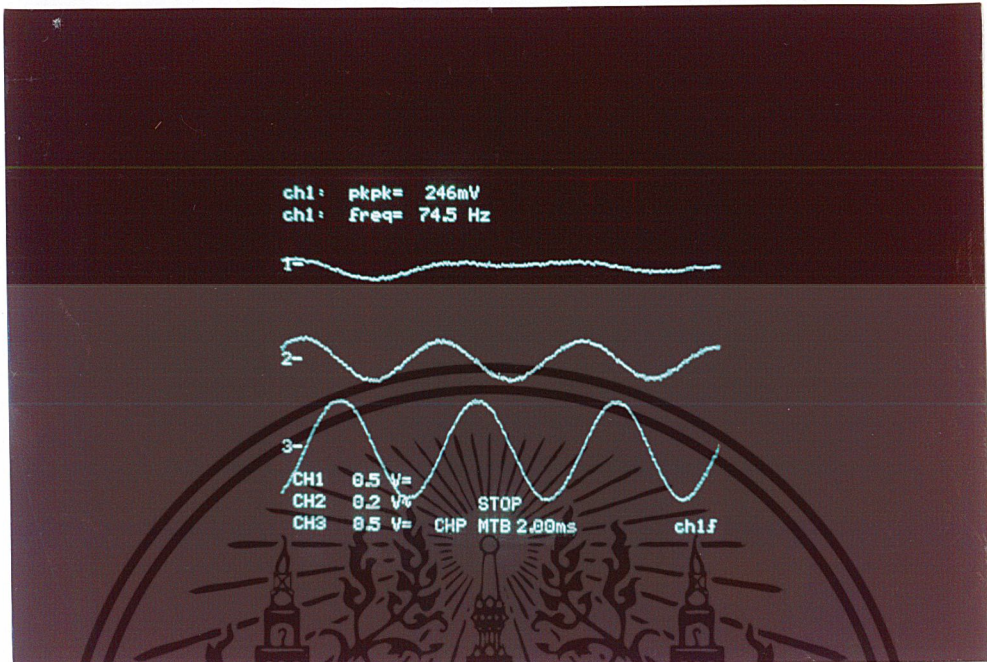 ch1: pkpk= 246mV
ch1: freq= 74.5 Hz
1-
2-
3-
CH1 0.5 V=
CH2 0.2 V~ STOP
CH3 0.5 V= CHP MTB 2.00ms ch1f